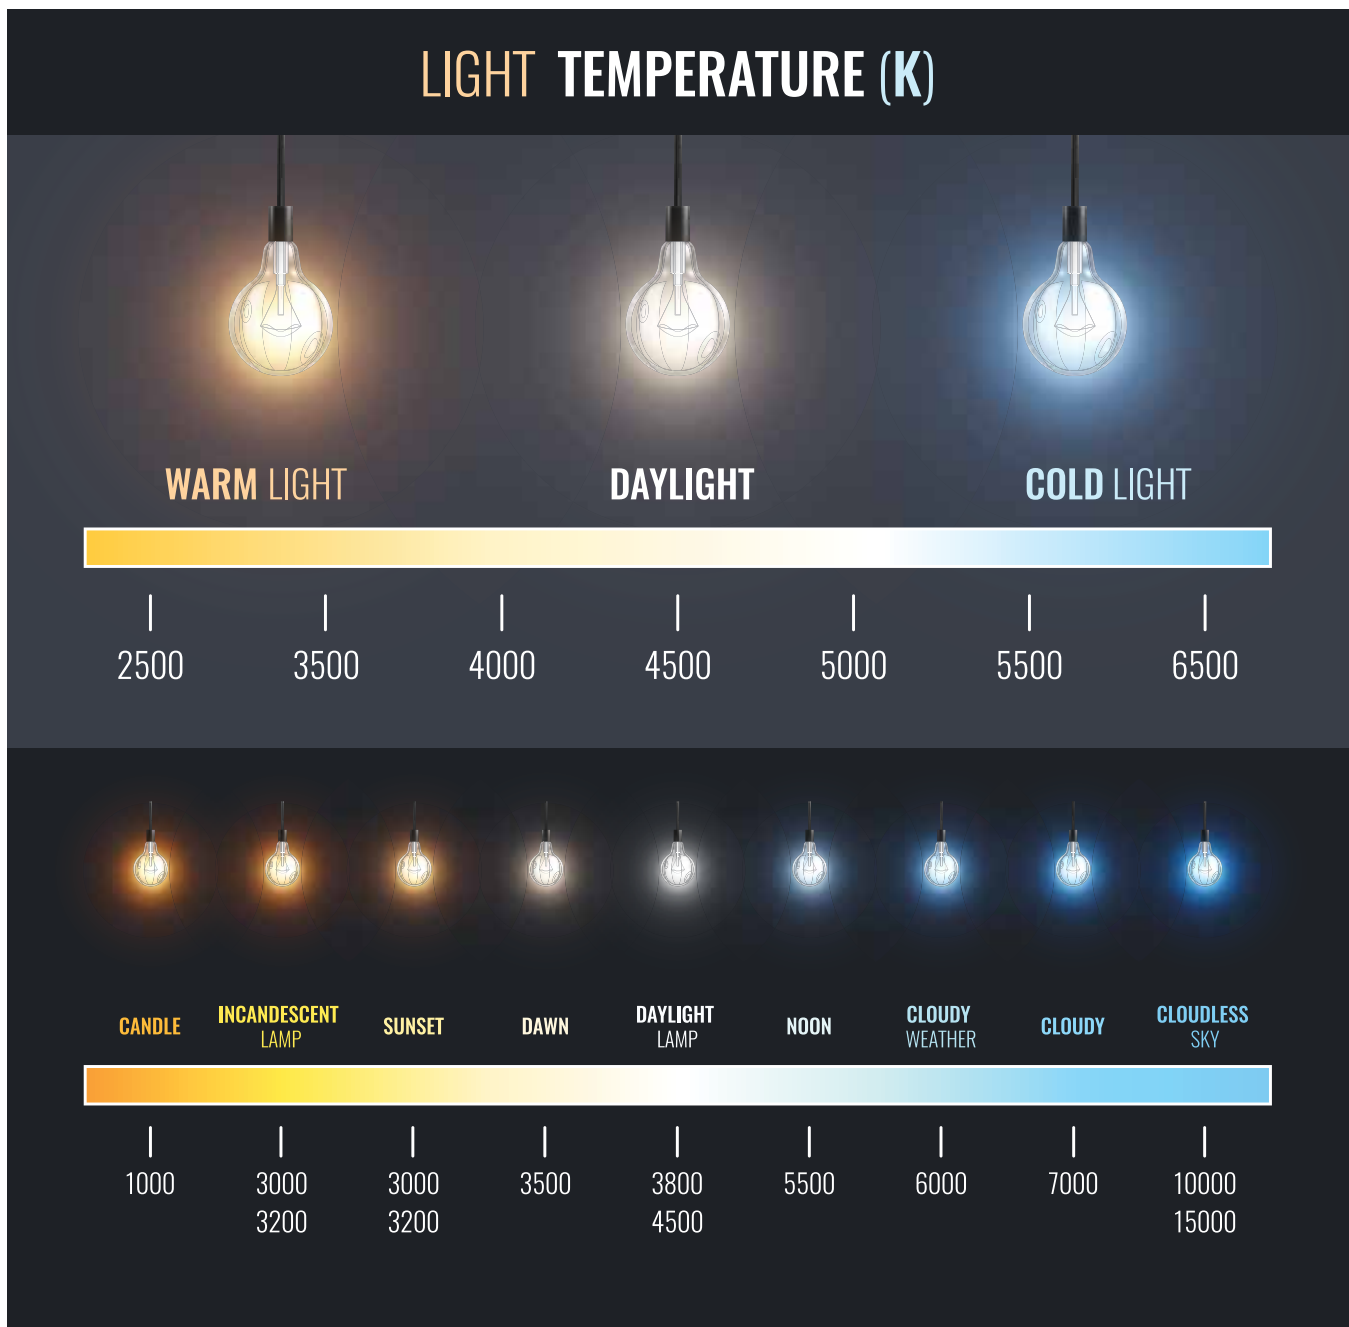 LIGHT TEMPERATURE (K)
WARM LIGHT
DAYLIGHT
COLD LIGHT
2500 3500 4000 4500 5000 5500 6500
CANDLE
INCANDESCENT
LAMP
SUNSET
DAWN
DAYLIGHT
LAMP
NOON
CLOUDY
WEATHER
CLOUDY
CLOUDLESS
SKY
1000
3000
3200
3000
3200
3500
3800
4500
5500
6000
7000
10000
15000